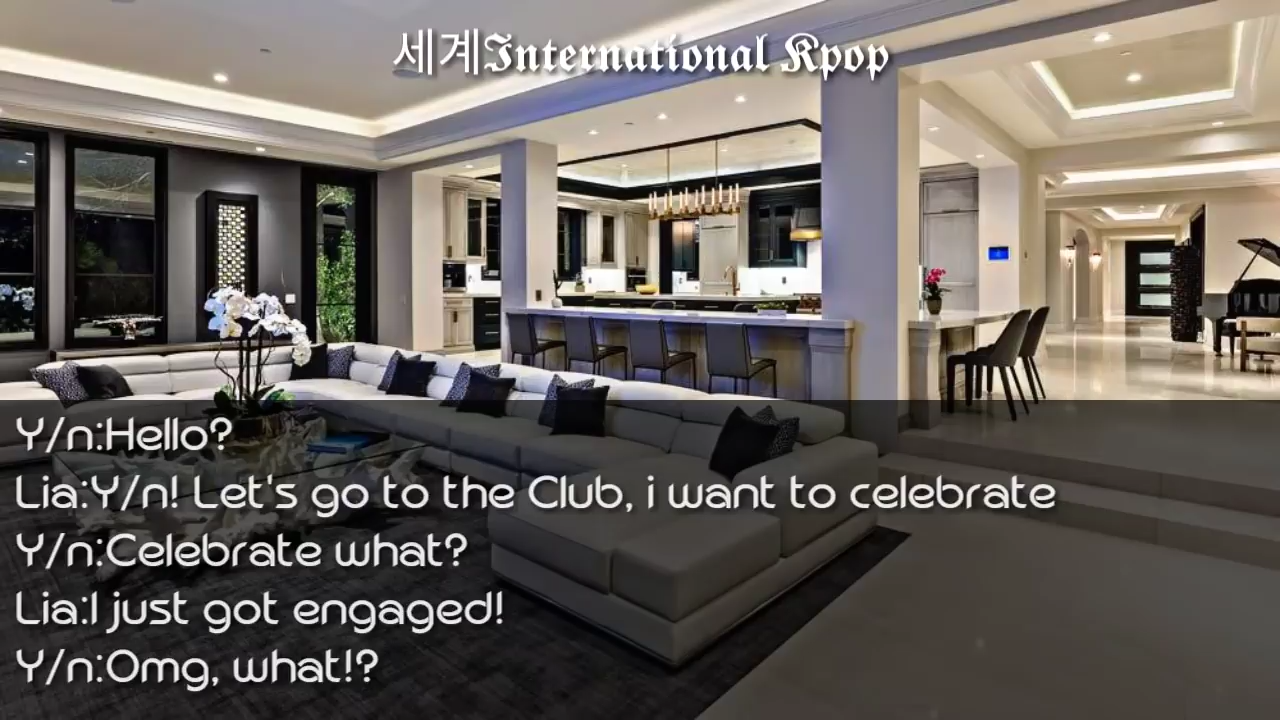 세계International Kpop
Y/n:Hello?
Lia:Y/n! Let's go to the Club, i want to celebrate
Y/n:Celebrate what?
Lia:I just got engaged!
Y/n:Omg, what!?